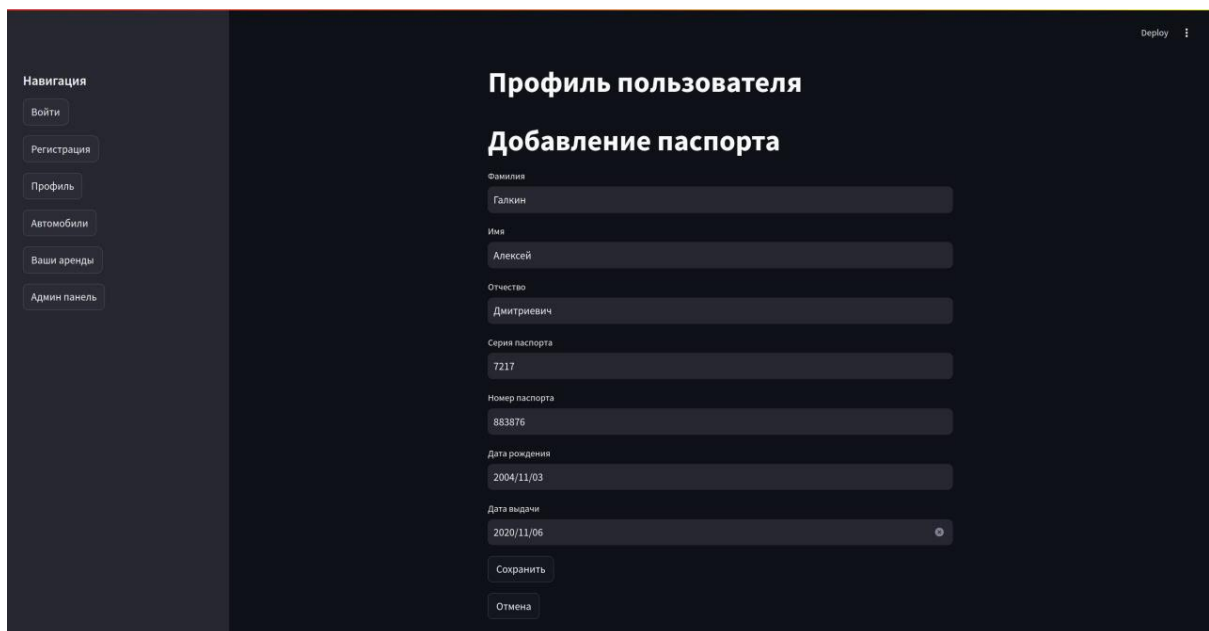 Deploy
Навигация
Войти
Регистрация
Профиль
Автомобили
Ваши аренды
Админ панель
Профиль пользователя
Добавление паспорта
Фамилия
Галкин
Имя
Алексей
Отчество
Дмитриевич
Серия паспорта
7217
Номер паспорта
883876
Дата рождения
2004/11/03
Дата выдачи
2020/11/06
Сохранить
Отмена